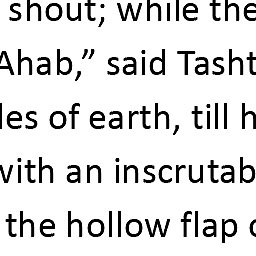 shout; while the
Ahab,” said Tasht
les of earth, till h
with an inscrutab
the hollow flap